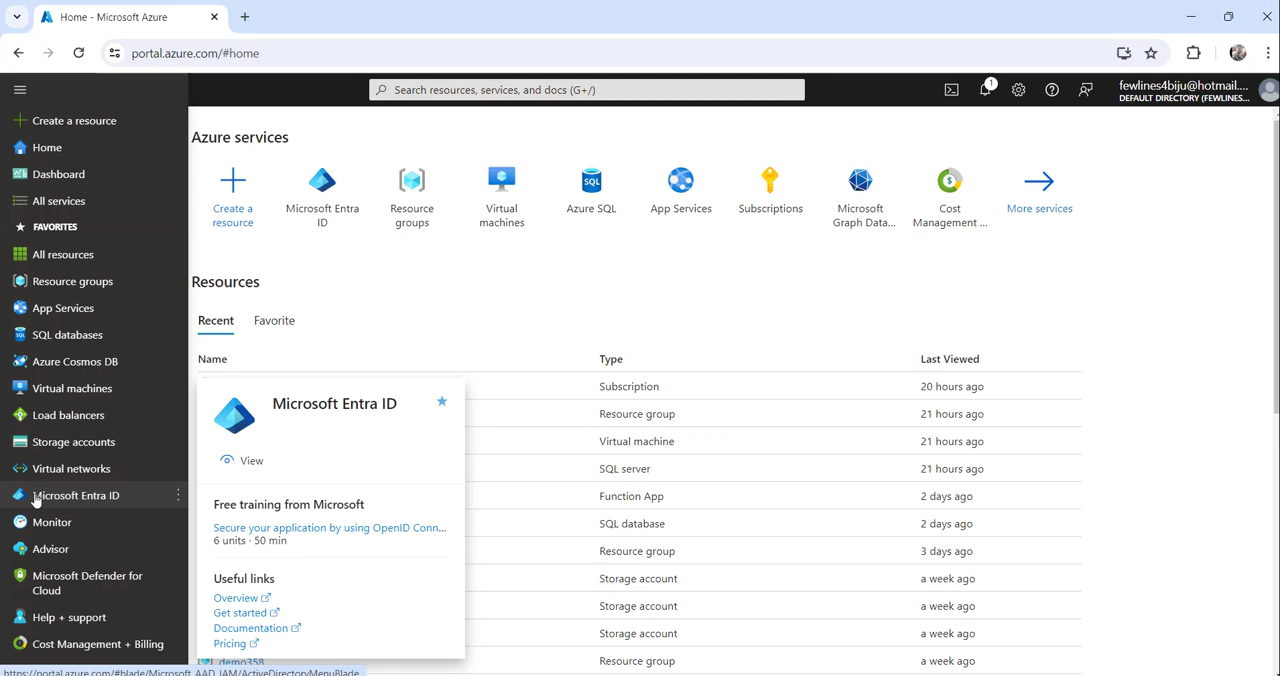 Home - Microsoft Azure
portal.azure.com/#home
Search resources, services, and docs (G+/)
1
fewlines4biju@hotmail....
DEFAULT DIRECTORY (FEWLINES...
Create a resource
Home
Dashboard
All services
FAVORITES
All resources
Resource groups
App Services
SQL databases
Azure Cosmos DB
Virtual machines
Load balancers
Storage accounts
Virtual networks
Microsoft Entra ID
Monitor
Advisor
Microsoft Defender for
Cloud
Help + support
Cost Management + Billing
https://portal.azure.com/#blade/Microsoft_AAD_IAM/ActiveDirectoryMenuBlade
Azure services
Create a
resource
Microsoft Entra
ID
Resource
groups
Virtual
machines
SQL
Azure SQL
App Services
Subscriptions
Microsoft
Graph Data...
Cost
Management ...
More services
Resources
Recent Favorite
Name Type Last Viewed
Subscription 20 hours ago
Resource group 21 hours ago
Virtual machine 21 hours ago
SQL server 21 hours ago
Function App 2 days ago
SQL database 2 days ago
Resource group 3 days ago
Storage account a week ago
Storage account a week ago
Storage account a week ago
demo358 Resource group a week ago
Microsoft Entra ID
View
Free training from Microsoft
Secure your application by using OpenID Conn...
6 units · 50 min
Useful links
Overview
Get started
Documentation
Pricing